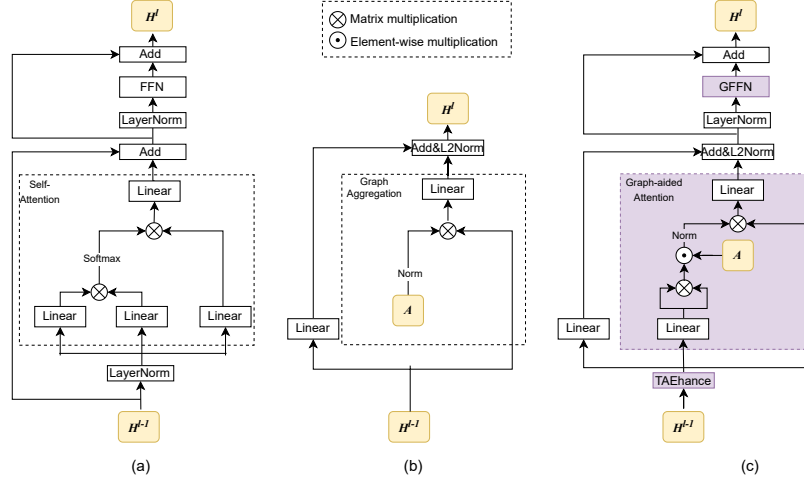 H^l
Add
FFN
LayerNorm
Add
Self-
Attention
Linear
Softmax
Linear
Linear
Linear
LayerNorm
H^{l-1}
(a)
Matrix multiplication
Element-wise multiplication
H^l
Add&L2Norm
Graph
Aggregation
Linear
Norm
A
Linear
H^{l-1}
(b)
H^l
Add
GFFN
LayerNorm
Add&L2Norm
Graph-aided
Attention
Linear
Norm
A
Linear
Linear
TAEhance
H^{l-1}
(c)